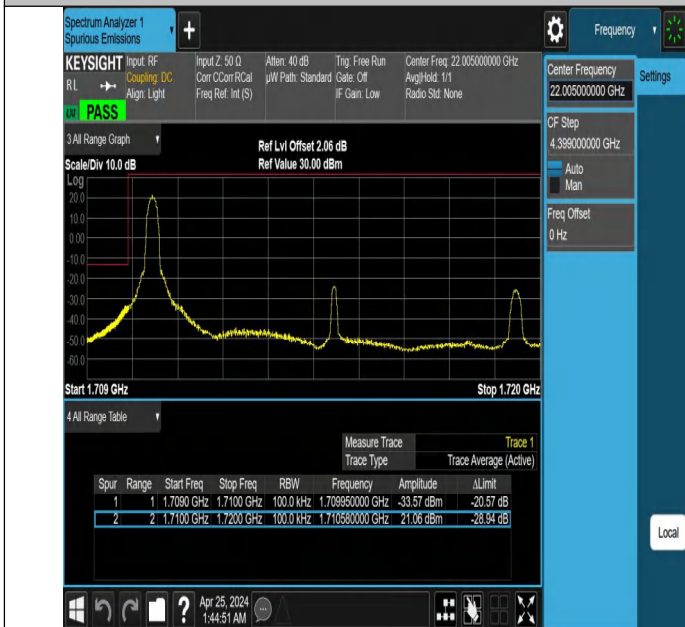 Spectrum Analyzer 1
Spurious Emissions
+
Frequency
KEYSIGHT
RL
Input: RF
Coupling: DC
Align: Light
Input Z: 50 Ω
Corr CCorr RCal
Freq Ref: Int (S)
Atten: 40 dB
µW Path: Standard
Trig: Free Run
Gate: Off
IF Gain: Low
Center Freq: 22.005000000 GHz
Avg|Hold: 1/1
Radio Std: None
PASS
Center Frequency
22.005000000 GHz
Settings
CF Step
4.399000000 GHz
Auto
Man
Freq Offset
0 Hz
3 All Range Graph
Ref Lvl Offset 2.06 dB
Scale/Div 10.0 dB
Ref Value 30.00 dBm
Log
20.0
10.0
0.00
-10.0
-20.0
-30.0
-40.0
-50.0
-60.0
Start 1.709 GHz
Stop 1.720 GHz
4 All Range Table
Measure Trace Trace 1
Trace Type Trace Average (Active)
Spur Range Start Freq Stop Freq RBW Frequency Amplitude ΔLimit
1 1 1.7090 GHz 1.7100 GHz 100.0 kHz 1.709950000 GHz -33.57 dBm -20.57 dB
2 2 1.7100 GHz 1.7200 GHz 100.0 kHz 1.710580000 GHz 21.06 dBm -28.94 dB
Local
?
Apr 25, 2024
1:44:51 AM